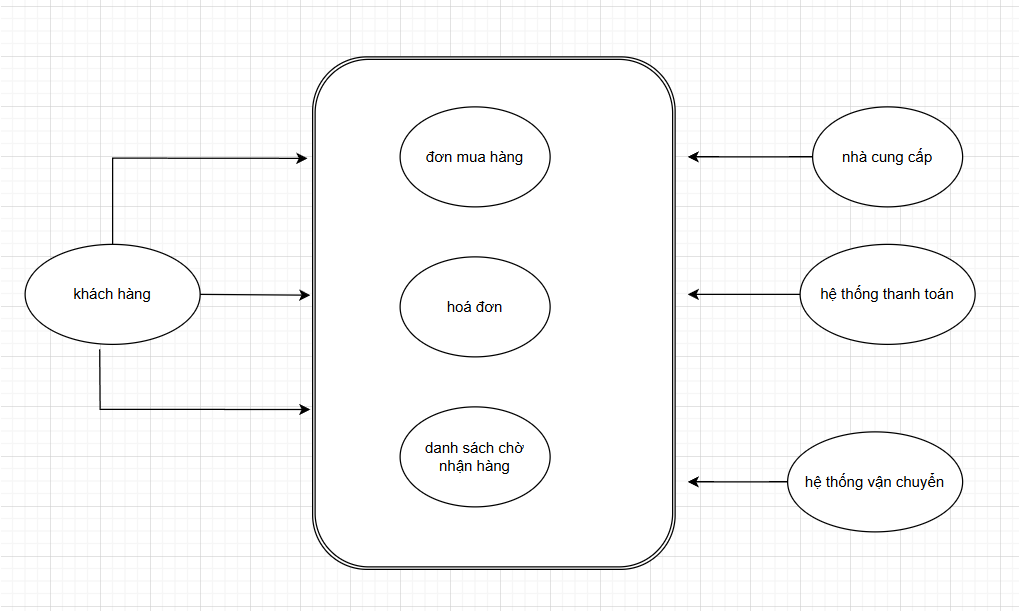 đơn mua hàng
nhà cung cấp
khách hàng
hoá đơn
hệ thống thanh toán
danh sách chờ
nhận hàng
hệ thống vận chuyển